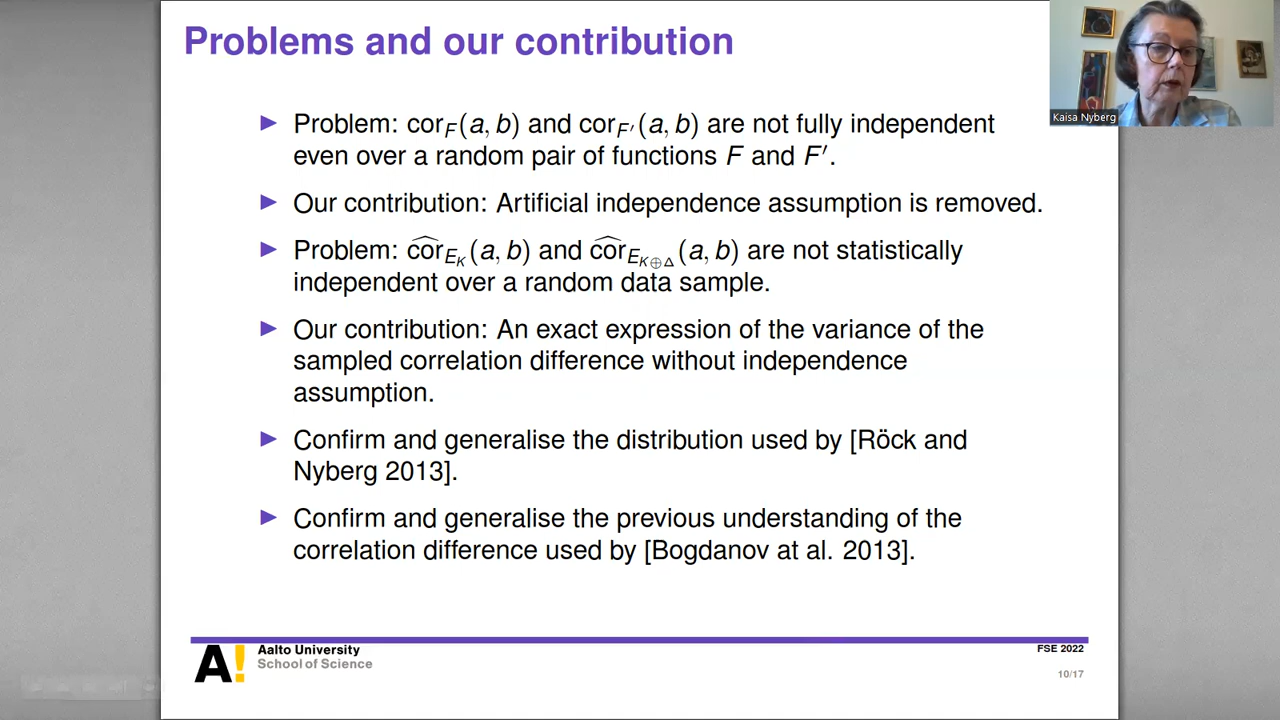 Problems and our contribution
Kaisa Nyberg
▶ Problem: cor_F(a, b) and cor_F′(a, b) are not fully independent
even over a random pair of functions F and F′.
▶ Our contribution: Artificial independence assumption is removed.
▶ Problem: ĉor_{E_K}(a, b) and ĉor_{E_{K⊕Δ}}(a, b) are not statistically
independent over a random data sample.
▶ Our contribution: An exact expression of the variance of the
sampled correlation difference without independence
assumption.
▶ Confirm and generalise the distribution used by [Röck and
Nyberg 2013].
▶ Confirm and generalise the previous understanding of the
correlation difference used by [Bogdanov at al. 2013].
A! Aalto University
School of Science
FSE 2022
10/17